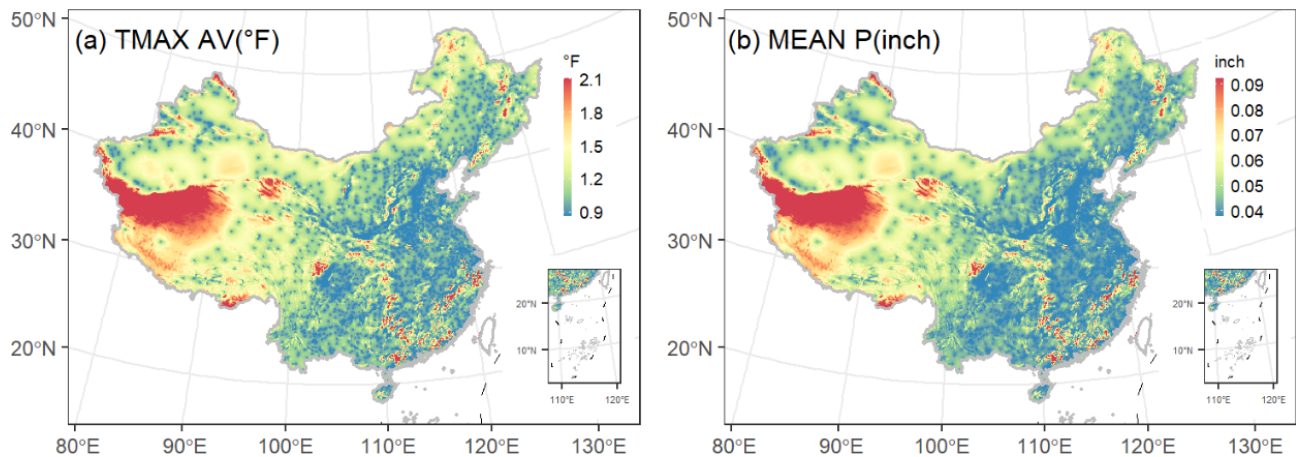 (a) TMAX AV(°F)
50°N
40°N
30°N
20°N
80°E 90°E 100°E 110°E 120°E 130°E
°F
2.1
1.8
1.5
1.2
0.9
20°N
10°N
110°E 120°E
(b) MEAN P(inch)
50°N
40°N
30°N
20°N
80°E 90°E 100°E 110°E 120°E 130°E
inch
0.09
0.08
0.07
0.06
0.05
0.04
20°N
10°N
110°E 120°E